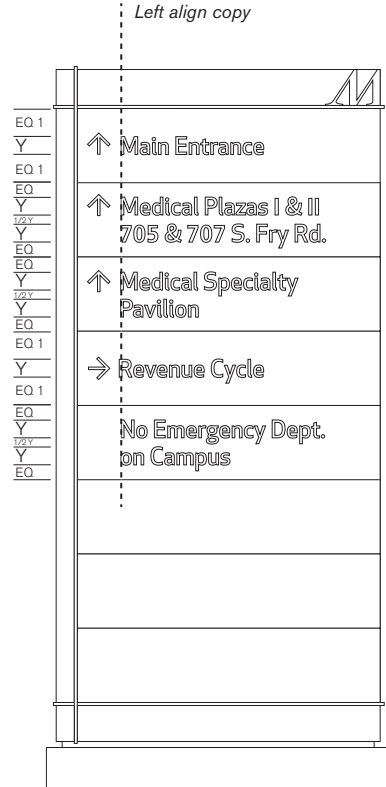 Left align copy
EQ 1
Y
Main Entrance
EQ 1
EQ
Y
Medical Plazas I & II
1/2 Y
Y
705 & 707 S. Fry Rd.
EQ
EQ
Y
Medical Specialty
1/2 Y
Y
Pavilion
EQ
EQ 1
Y
Revenue Cycle
EQ 1
EQ
Y
No Emergency Dept.
1/2 Y
Y
on Campus
EQ